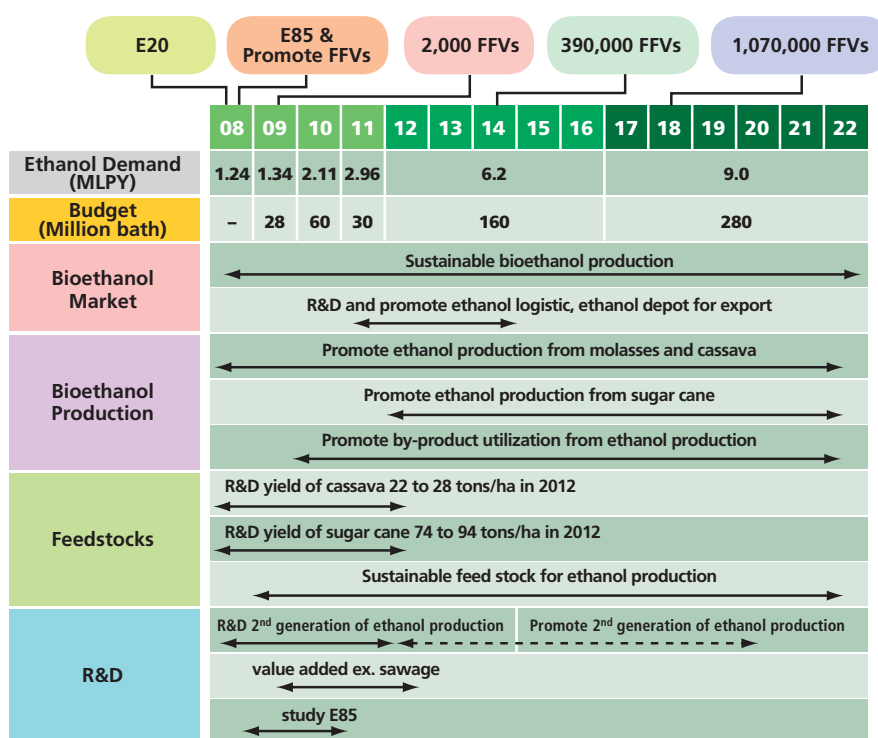 E20
E85 &
Promote FFVs
2,000 FFVs
390,000 FFVs
1,070,000 FFVs
08 09 10 11 12 13 14 15 16 17 18 19 20 21 22
Ethanol Demand
(MLPY)
1.24 1.34 2.11 2.96 6.2 9.0
Budget
(Million bath)
– 28 60 30 160 280
Bioethanol
Market
Sustainable bioethanol production
R&D and promote ethanol logistic, ethanol depot for export
Bioethanol
Production
Promote ethanol production from molasses and cassava
Promote ethanol production from sugar cane
Promote by-product utilization from ethanol production
Feedstocks
R&D yield of cassava 22 to 28 tons/ha in 2012
R&D yield of sugar cane 74 to 94 tons/ha in 2012
Sustainable feed stock for ethanol production
R&D
R&D 2nd generation of ethanol production Promote 2nd generation of ethanol production
value added ex. sawage
study E85